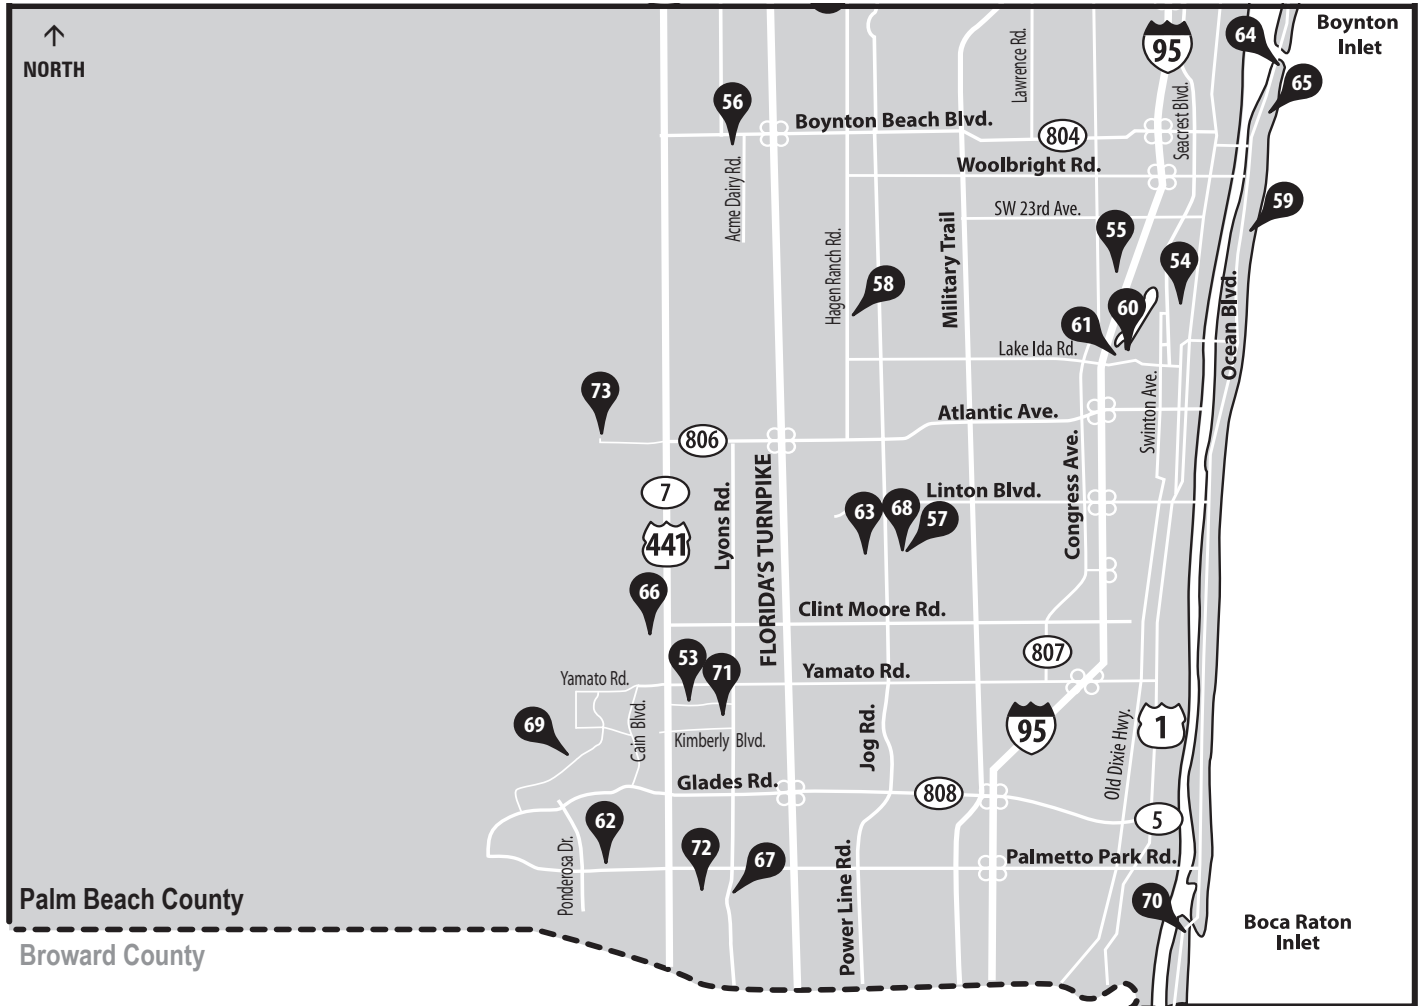 NORTH
Boynton
Inlet
64
65
95
Lawrence Rd.
Seacrest Blvd.
56
Boynton Beach Blvd.
804
Acme Dairy Rd.
Woolbright Rd.
59
SW 23rd Ave.
Military Trail
Hagen Ranch Rd.
55
54
58
60
61
Lake Ida Rd.
Ocean Blvd.
73
Swinton Ave.
Atlantic Ave.
806
Congress Ave.
7
Lyons Rd.
FLORIDA'S TURNPIKE
Linton Blvd.
63
68
57
441
66
Clint Moore Rd.
807
53
71
Yamato Rd.
Yamato Rd.
69
Cain Blvd.
Kimberly Blvd.
Jog Rd.
95
Old Dixie Hwy.
1
Glades Rd.
808
5
62
72
67
Ponderosa Dr.
Power Line Rd.
Palmetto Park Rd.
70
Palm Beach County
Broward County
Boca Raton
Inlet